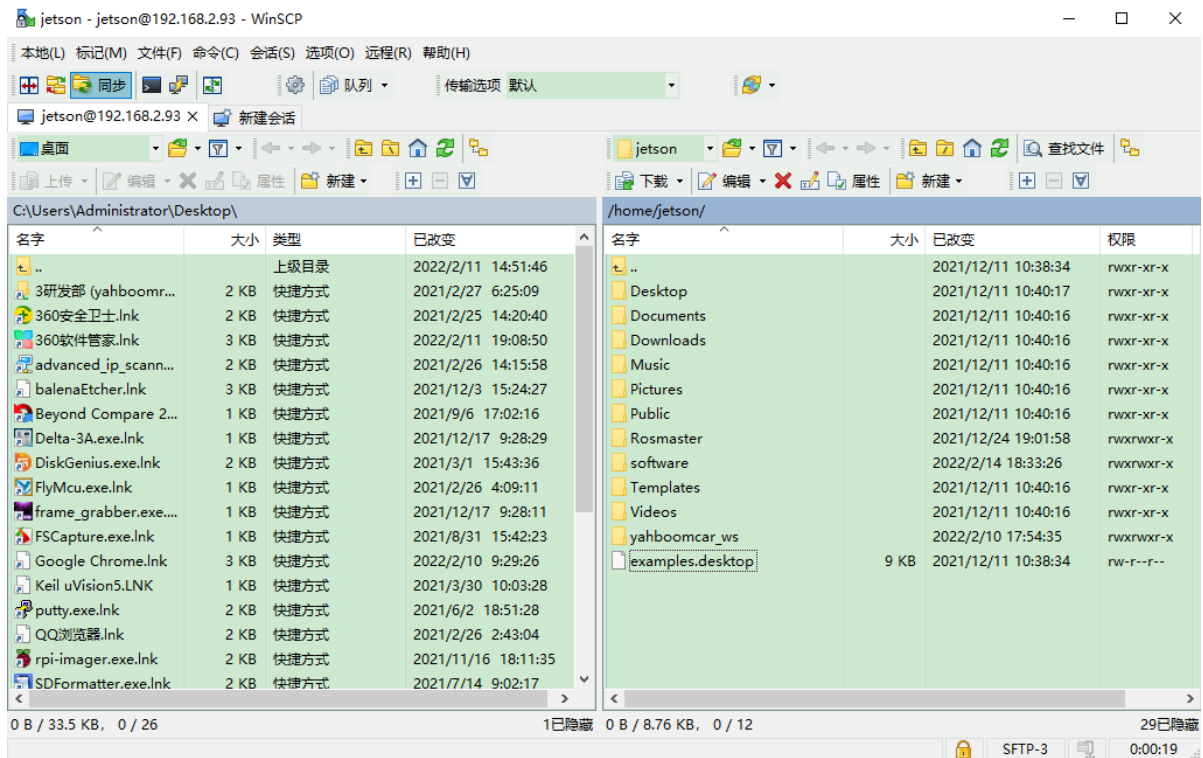 jetson - jetson@192.168.2.93 - WinSCP
本地(L) 标记(M) 文件(F) 命令(C) 会话(S) 选项(O) 远程(R) 帮助(H)
同步 队列 传输选项 默认
jetson@192.168.2.93 × 新建会话
桌面
上传 编辑 属性 新建
C:\Users\Administrator\Desktop\
名字 大小 类型 已改变
.. 上级目录 2022/2/11 14:51:46
3研发部 (yahboomr... 2 KB 快捷方式 2021/2/27 6:25:09
360安全卫士.lnk 2 KB 快捷方式 2021/2/25 14:20:40
360软件管家.lnk 3 KB 快捷方式 2022/2/11 19:08:50
advanced_ip_scann... 2 KB 快捷方式 2021/2/26 14:15:58
balenaEtcher.lnk 3 KB 快捷方式 2021/12/3 15:24:27
Beyond Compare 2... 1 KB 快捷方式 2021/9/6 17:02:16
Delta-3A.exe.lnk 1 KB 快捷方式 2021/12/17 9:28:29
DiskGenius.exe.lnk 2 KB 快捷方式 2021/3/1 15:43:36
FlyMcu.exe.lnk 1 KB 快捷方式 2021/2/26 4:09:11
frame_grabber.exe.... 1 KB 快捷方式 2021/12/17 9:28:11
FSCapture.exe.lnk 1 KB 快捷方式 2021/8/31 15:42:23
Google Chrome.lnk 3 KB 快捷方式 2022/2/10 9:29:26
Keil uVision5.LNK 1 KB 快捷方式 2021/3/30 10:03:28
putty.exe.lnk 2 KB 快捷方式 2021/6/2 18:51:28
QQ浏览器.lnk 2 KB 快捷方式 2021/2/26 2:43:04
rpi-imager.exe.lnk 2 KB 快捷方式 2021/11/16 18:11:35
SDFormatter.exe.lnk 2 KB 快捷方式 2021/7/14 9:02:17
0 B / 33.5 KB, 0 / 26 1已隐藏
jetson 查找文件
下载 编辑 属性 新建
/home/jetson/
名字 大小 已改变 权限
.. 2021/12/11 10:38:34 rwxr-xr-x
Desktop 2021/12/11 10:40:17 rwxr-xr-x
Documents 2021/12/11 10:40:16 rwxr-xr-x
Downloads 2021/12/11 10:40:16 rwxr-xr-x
Music 2021/12/11 10:40:16 rwxr-xr-x
Pictures 2021/12/11 10:40:16 rwxr-xr-x
Public 2021/12/11 10:40:16 rwxr-xr-x
Rosmaster 2021/12/24 19:01:58 rwxrwxr-x
software 2022/2/14 18:33:26 rwxrwxr-x
Templates 2021/12/11 10:40:16 rwxr-xr-x
Videos 2021/12/11 10:40:16 rwxr-xr-x
yahboomcar_ws 2022/2/10 17:54:35 rwxrwxr-x
examples.desktop 9 KB 2021/12/11 10:38:34 rw-r--r--
0 B / 8.76 KB, 0 / 12 29已隐藏
SFTP-3 0:00:19